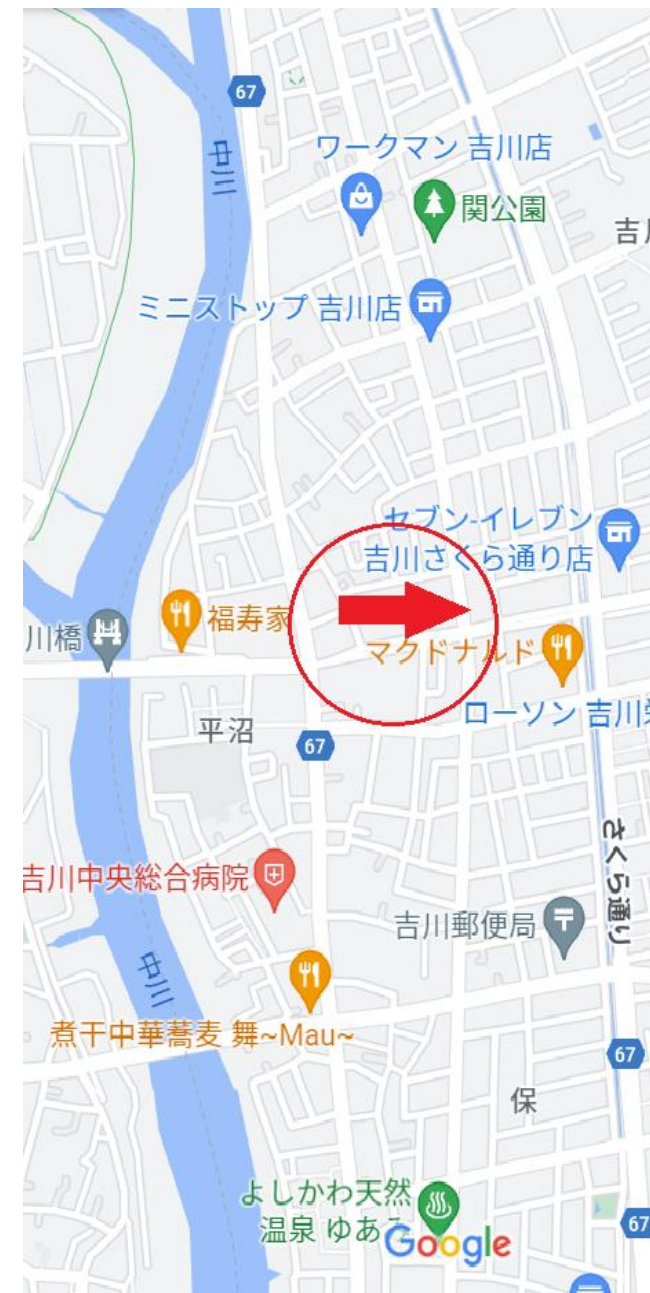 67
中川
ワークマン 吉川店
関公園
吉
ミニストップ 吉川店
セブン-イレブン
吉川さくら通り店
福寿家
川橋
マクドナルド
ローソン 吉川栄
平沼
67
さくら通り
吉川中央総合病院
吉川郵便局
中川
煮干中華蕎麦 舞~Mau~
67
保
よしかわ天然
温泉 ゆあみ
Google
67